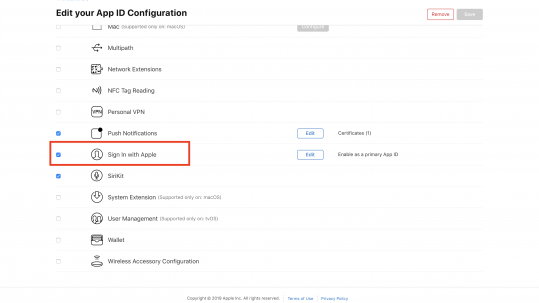 Edit your App ID Configuration
Remove
Save
Mac (Supported only on: macOS)
Configure
Multipath
Network Extensions
NFC Tag Reading
VPN Personal VPN
Push Notifications
Edit
Certificates (1)
Sign In with Apple
Edit
Enable as a primary App ID
SiriKit
System Extension (Supported only on: macOS)
User Management (Supported only on: tvOS)
Wallet
Wireless Accessory Configuration
Copyright © 2019 Apple Inc. All rights reserved. Terms of Use Privacy Policy